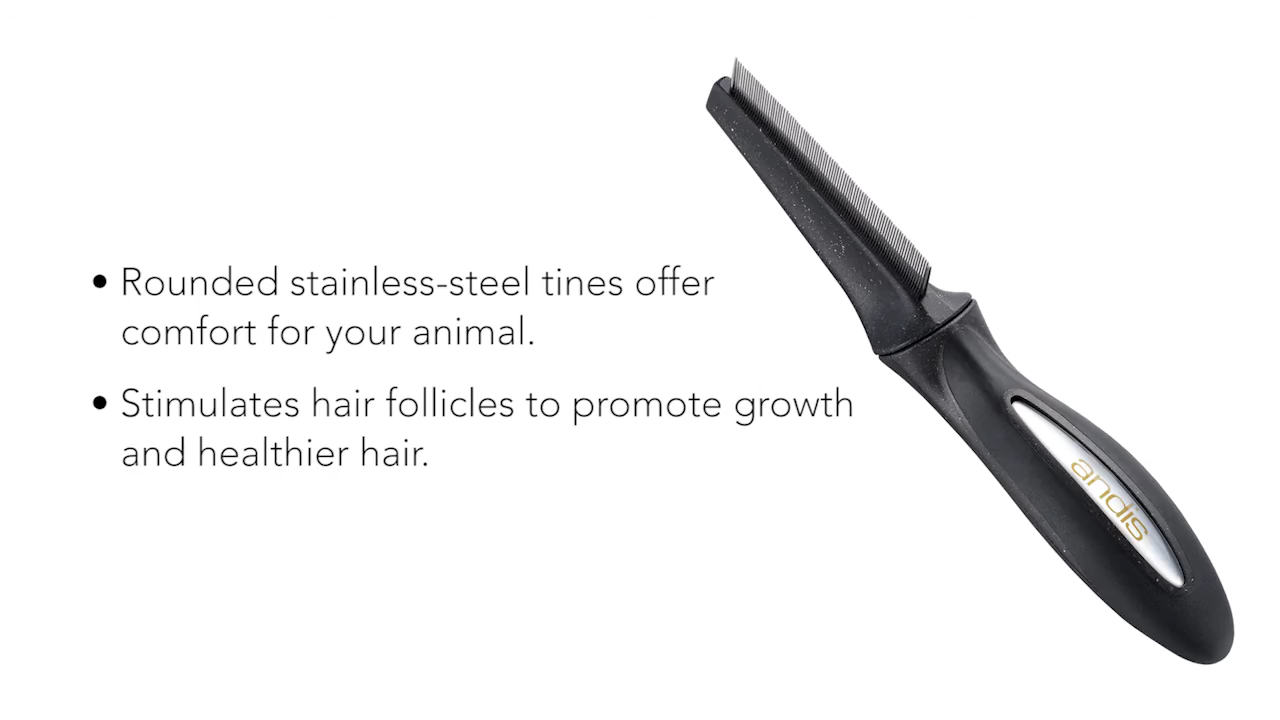 • Rounded stainless-steel tines offer
comfort for your animal.
• Stimulates hair follicles to promote growth
and healthier hair.
andis